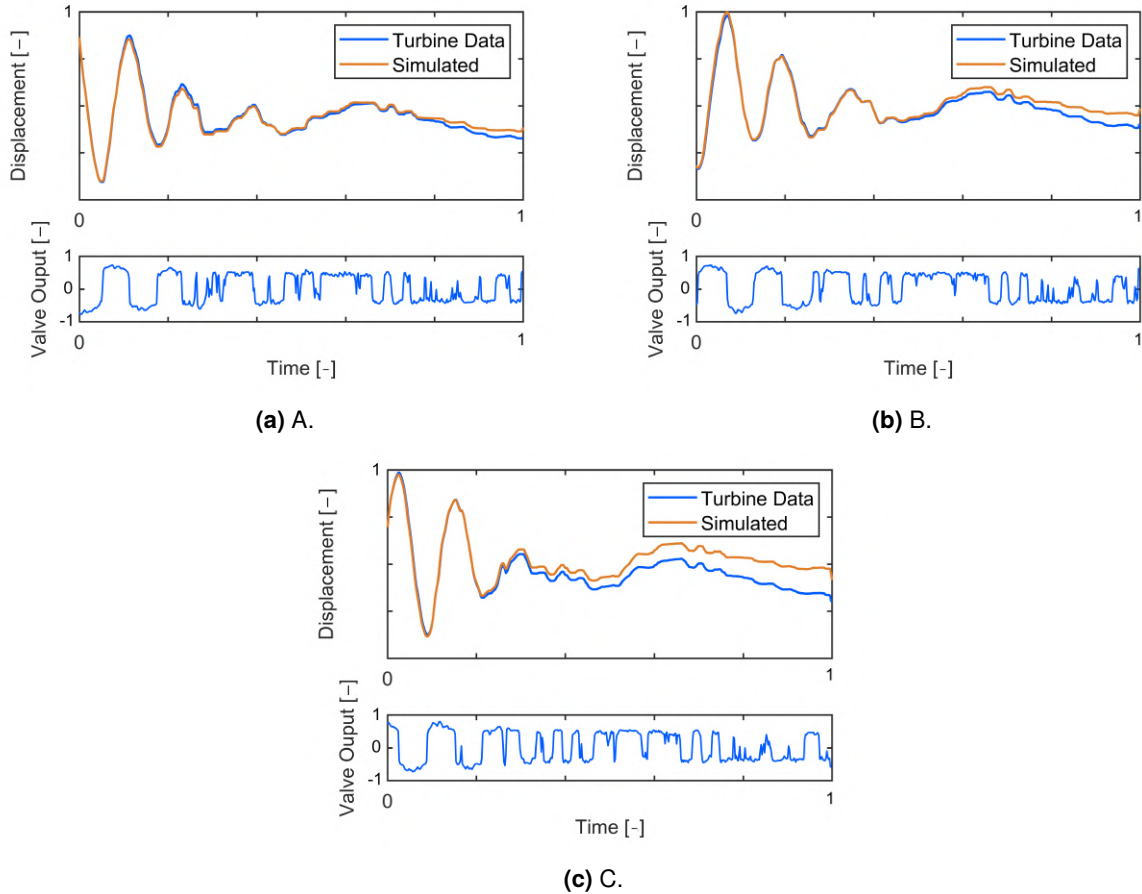 1
Displacement [−]
Turbine Data
Simulated
0
1
1
0
-1
Valve Ouput [−]
0
1
Time [-]
(a) A.
1
Displacement [−]
Turbine Data
Simulated
0
1
1
0
-1
Valve Ouput [−]
0
1
Time [-]
(b) B.
1
Displacement [−]
Turbine Data
Simulated
0
1
1
0
-1
Valve Ouput [−]
0
1
Time [-]
(c) C.